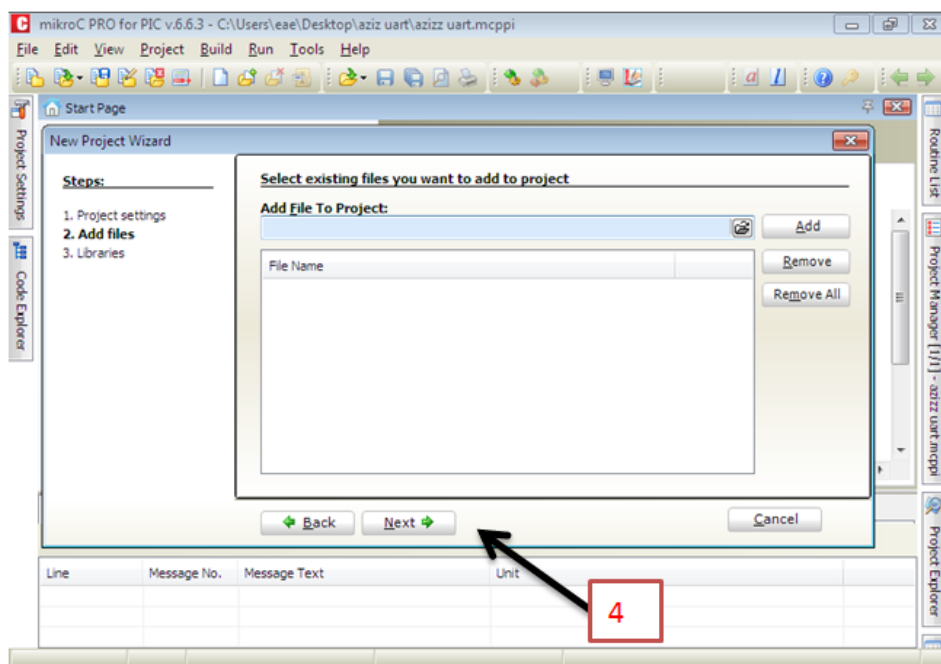 C mikroC PRO for PIC v.6.6.3 - C:\Users\eae\Desktop\aziz uart\azizz uart.mcppi
File Edit View Project Build Run Tools Help
Start Page
New Project Wizard
Steps:
1. Project settings
2. Add files
3. Libraries
Select existing files you want to add to project
Add File To Project:
Add
File Name
Remove
Remove All
Back Next Cancel
Line Message No. Message Text Unit
4
Project Settings
Code Explorer
Routine List
Project Manager [1/1] - azizz uart.mcppi
Project Explorer